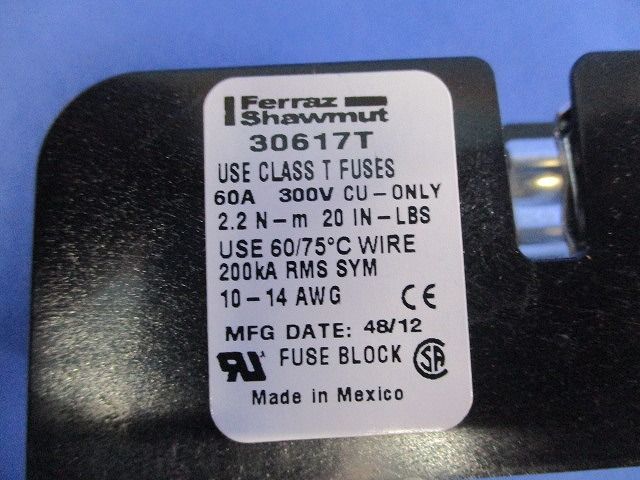 Ferraz
Shawmut
30617T
USE CLASS T FUSES
60A 300V CU-ONLY
2.2 N-m 20 IN-LBS
USE 60/75°C WIRE
200kA RMS SYM
10-14 AWG CE
MFG DATE: 48/12
FUSE BLOCK SA
Made in Mexico